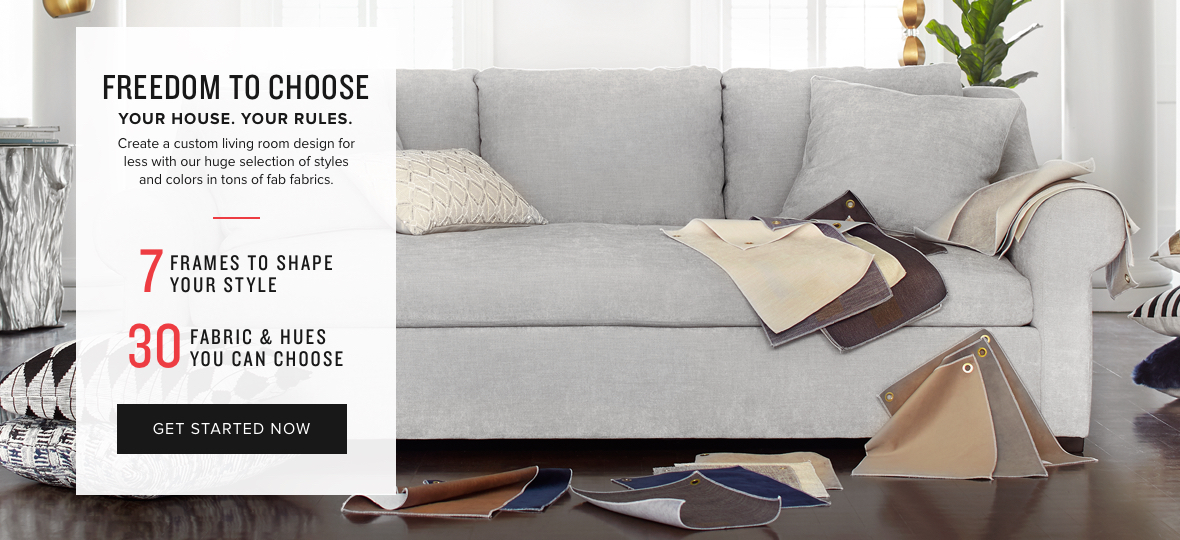 FREEDOM TO CHOOSE
YOUR HOUSE. YOUR RULES.
Create a custom living room design for
less with our huge selection of styles
and colors in tons of fab fabrics.
7 FRAMES TO SHAPE
YOUR STYLE
30 FABRIC & HUES
YOU CAN CHOOSE
GET STARTED NOW